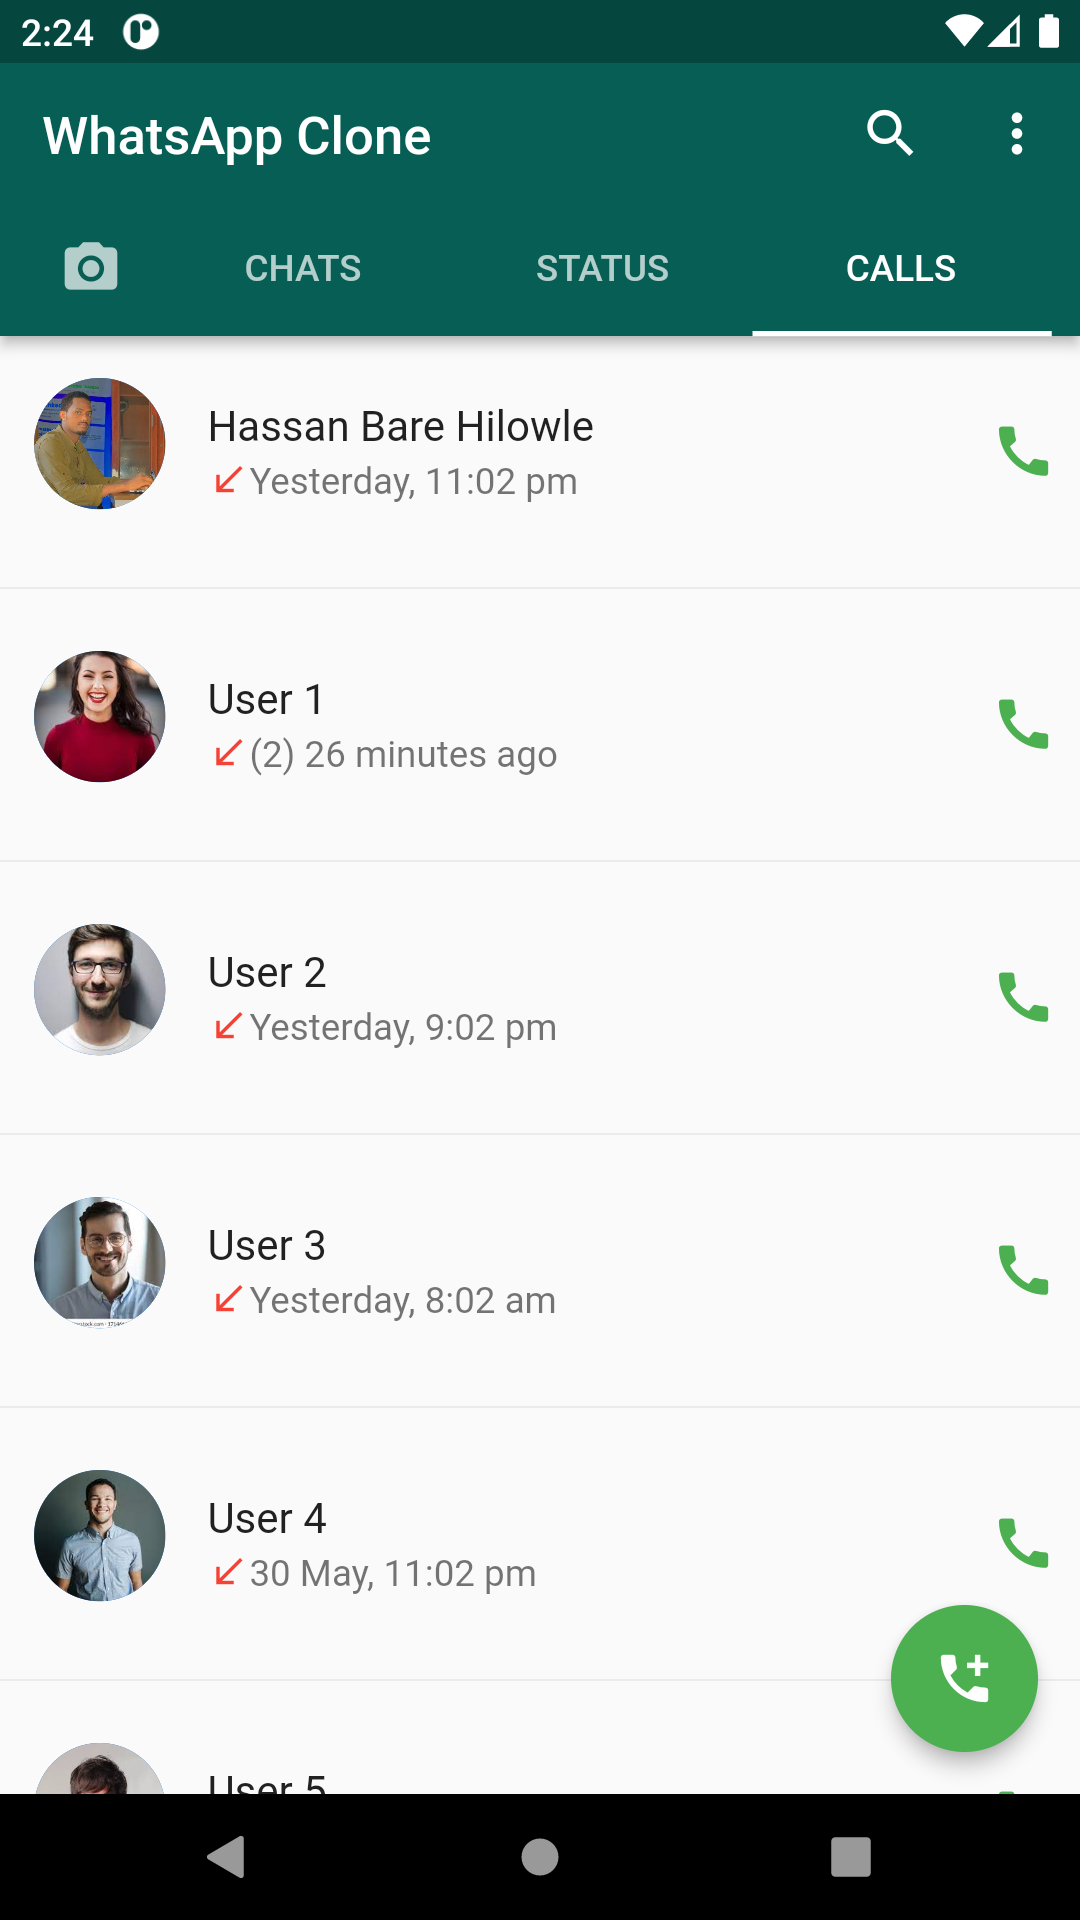 2:24
WhatsApp Clone
CHATS
STATUS
CALLS
Hassan Bare Hilowle
Yesterday, 11:02 pm
User 1
(2) 26 minutes ago
User 2
Yesterday, 9:02 pm
User 3
Yesterday, 8:02 am
User 4
30 May, 11:02 pm
User 5